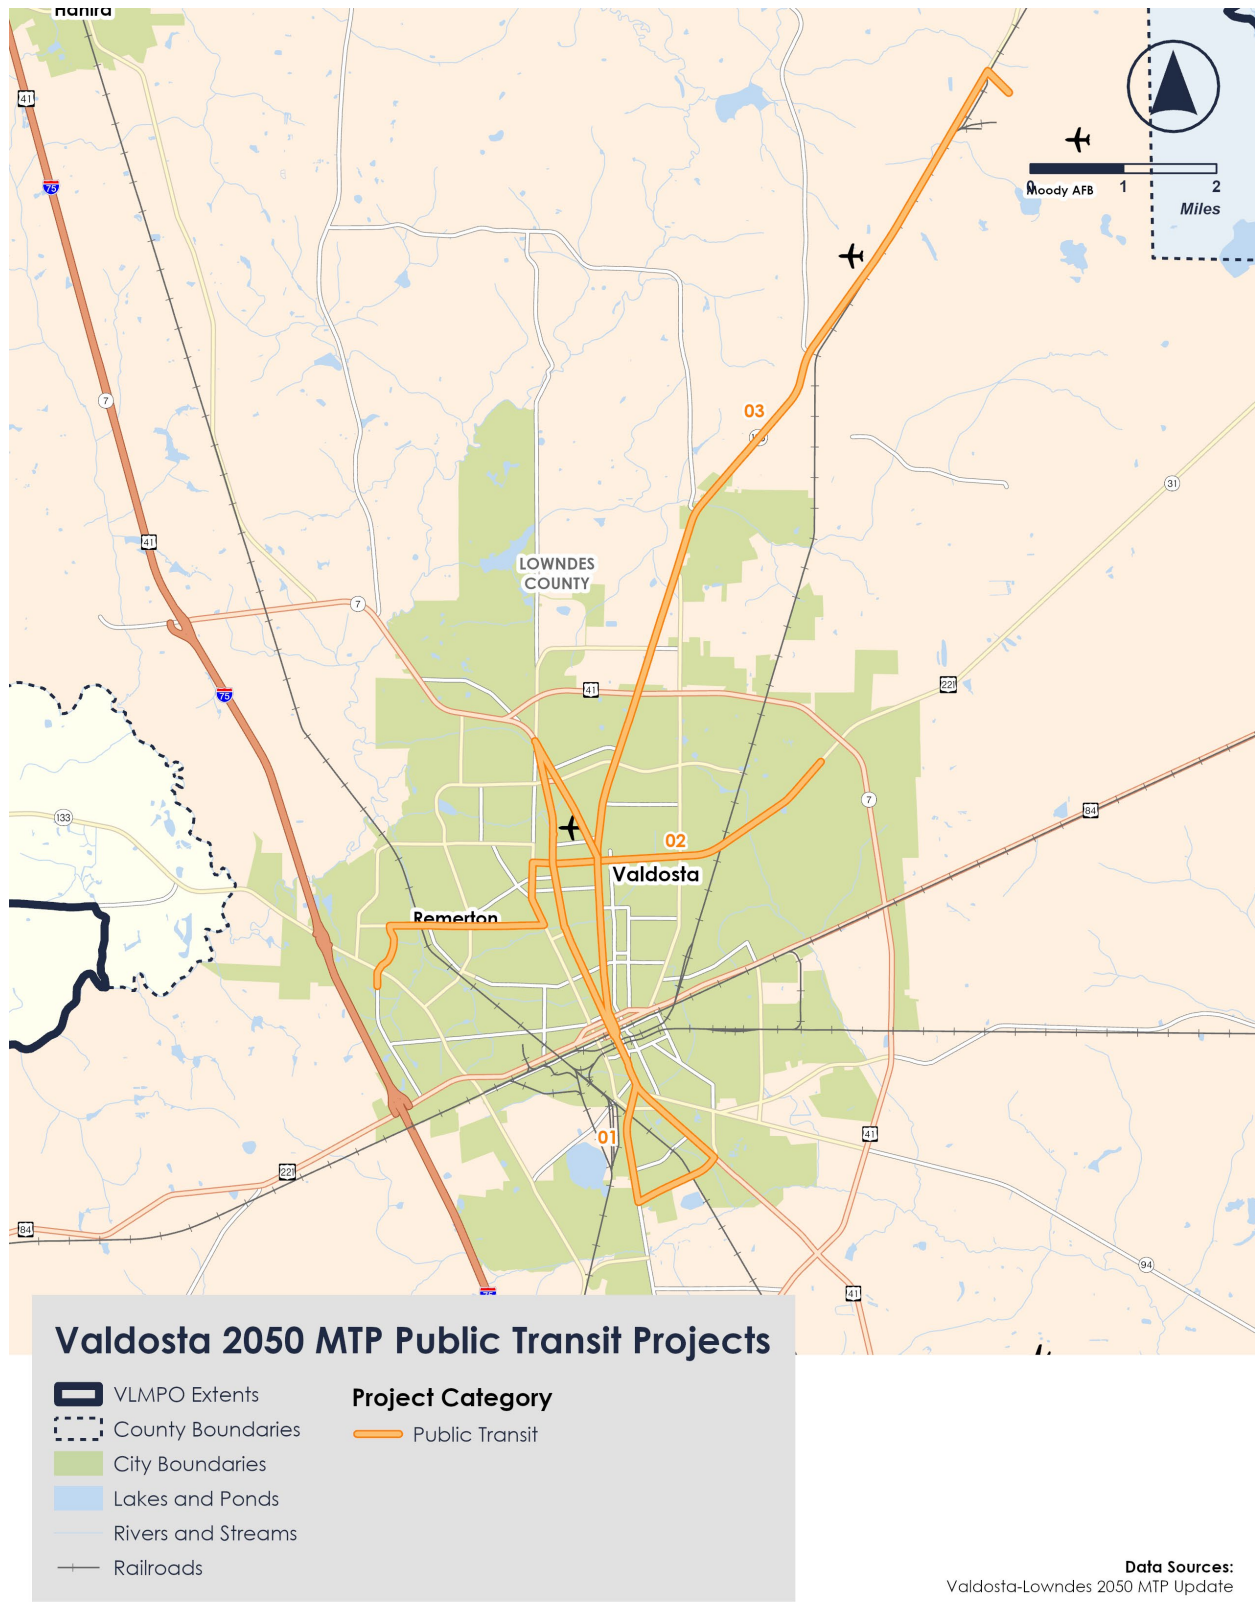 Hahira
41
75
0
1
2
Moody AFB
Miles
7
03
31
41
LOWNDES
COUNTY
7
41
221
75
133
7
84
02
Valdosta
Remerton
01
41
221
84
94
41
75
Valdosta 2050 MTP Public Transit Projects
VLMPO Extents
County Boundaries
City Boundaries
Lakes and Ponds
Rivers and Streams
Railroads
Project Category
Public Transit
Data Sources:
Valdosta-Lowndes 2050 MTP Update